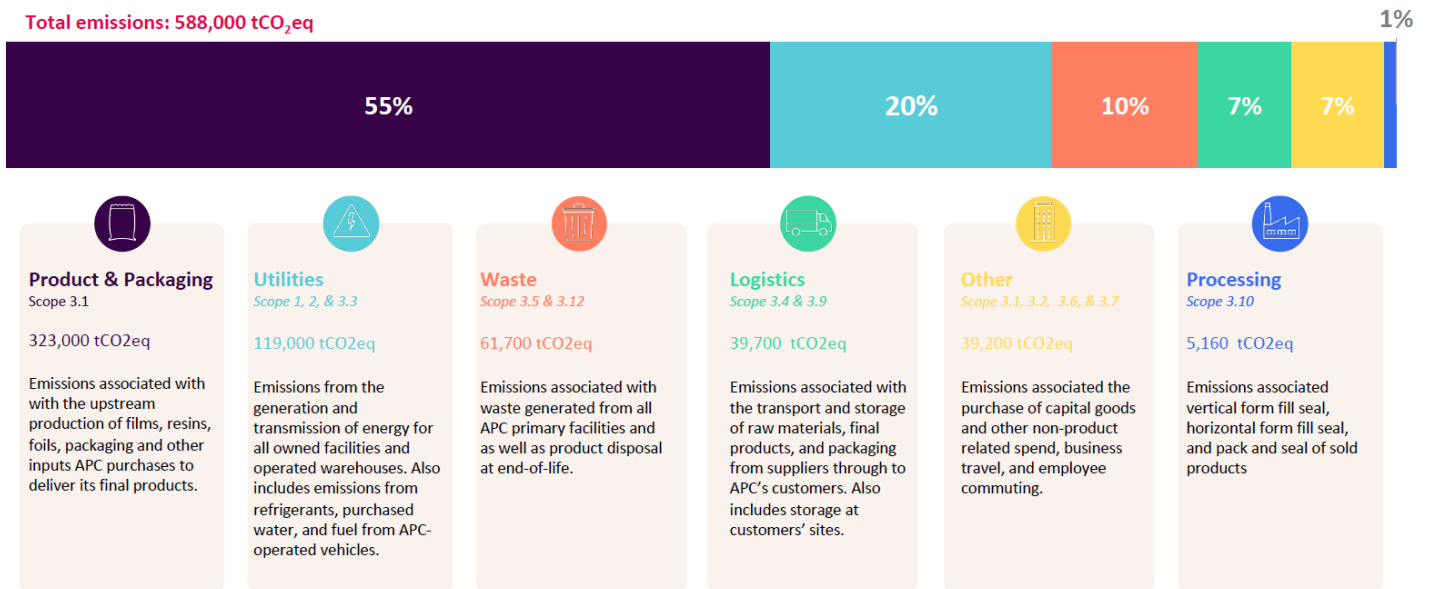 Total emissions: 588,000 tCO₂eq
1%
55%
20%
10%
7%
7%
Product & Packaging
Scope 3.1
323,000 tCO2eq
Emissions associated with
with the upstream
production of films, resins,
foils, packaging and other
inputs APC purchases to
deliver its final products.
Utilities
Scope 1, 2, & 3.3
119,000 tCO2eq
Emissions from the
generation and
transmission of energy for
all owned facilities and
operated warehouses. Also
includes emissions from
refrigerants, purchased
water, and fuel from APC-
operated vehicles.
Waste
Scope 3.5 & 3.12
61,700 tCO2eq
Emissions associated with
waste generated from all
APC primary facilities and
as well as product disposal
at end-of-life.
Logistics
Scope 3.4 & 3.9
39,700 tCO2eq
Emissions associated with
the transport and storage
of raw materials, final
products, and packaging
from suppliers through to
APC’s customers. Also
includes storage at
customers’ sites.
Other
Scope 3.1, 3.2, 3.6, & 3.7
39,200 tCO2eq
Emissions associated the
purchase of capital goods
and other non-product
related spend, business
travel, and employee
commuting.
Processing
Scope 3.10
5,160 tCO2eq
Emissions associated
vertical form fill seal,
horizontal form fill seal,
and pack and seal of sold
products